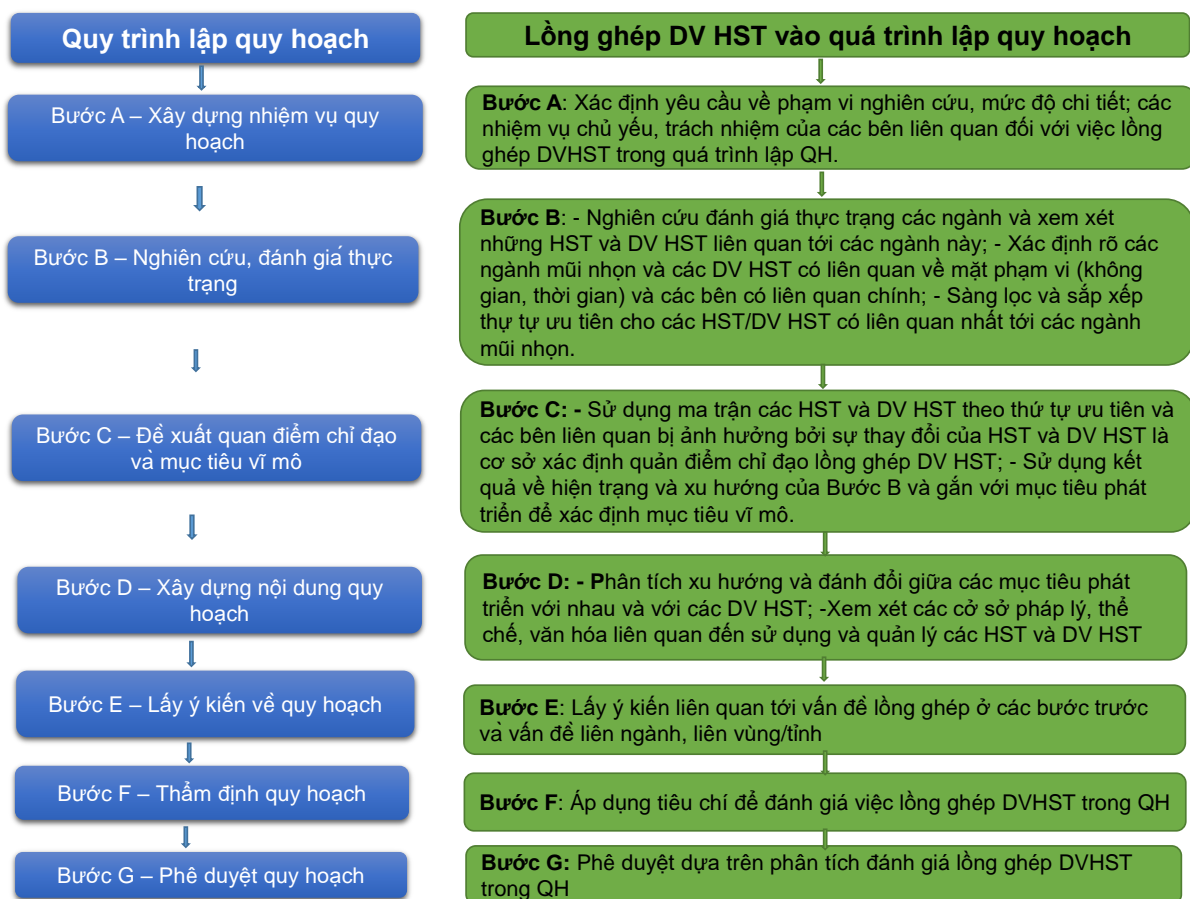 Quy trình lập quy hoạch
Bước A – Xây dựng nhiệm vụ quy
hoạch
Bước B – Nghiên cứu, đánh giá thực
trạng
Bước C – Đề xuất quan điểm chỉ đạo
và mục tiêu vĩ mô
Bước D – Xây dựng nội dung quy
hoạch
Bước E – Lấy ý kiến về quy hoạch
Bước F – Thẩm định quy hoạch
Bước G – Phê duyệt quy hoạch
Lồng ghép DV HST vào quá trình lập quy hoạch
Bước A: Xác định yêu cầu về phạm vi nghiên cứu, mức độ chi tiết; các
nhiệm vụ chủ yếu, trách nhiệm của các bên liên quan đối với việc lồng
ghép DVHST trong quá trình lập QH.
Bước B: - Nghiên cứu đánh giá thực trạng các ngành và xem xét
những HST và DV HST liên quan tới các ngành này; - Xác định rõ các
ngành mũi nhọn và các DV HST có liên quan về mặt phạm vi (không
gian, thời gian) và các bên có liên quan chính; - Sàng lọc và sắp xếp
thự tự ưu tiên cho các HST/DV HST có liên quan nhất tới các ngành
mũi nhọn.
Bước C: - Sử dụng ma trận các HST và DV HST theo thứ tự ưu tiên và
các bên liên quan bị ảnh hưởng bởi sự thay đổi của HST và DV HST là
cơ sở xác định quản điểm chỉ đạo lồng ghép DV HST; - Sử dụng kết
quả về hiện trạng và xu hướng của Bước B và gắn với mục tiêu phát
triển để xác định mục tiêu vĩ mô.
Bước D: - Phân tích xu hướng và đánh đổi giữa các mục tiêu phát
triển với nhau và với các DV HST; -Xem xét các cở sở pháp lý, thể
chế, văn hóa liên quan đến sử dụng và quản lý các HST và DV HST
Bước E: Lấy ý kiến liên quan tới vấn đề lồng ghép ở các bước trước
và vấn đề liên ngành, liên vùng/tỉnh
Bước F: Áp dụng tiêu chí để đánh giá việc lồng ghép DVHST trong QH
Bước G: Phê duyệt dựa trên phân tích đánh giá lồng ghép DVHST
trong QH